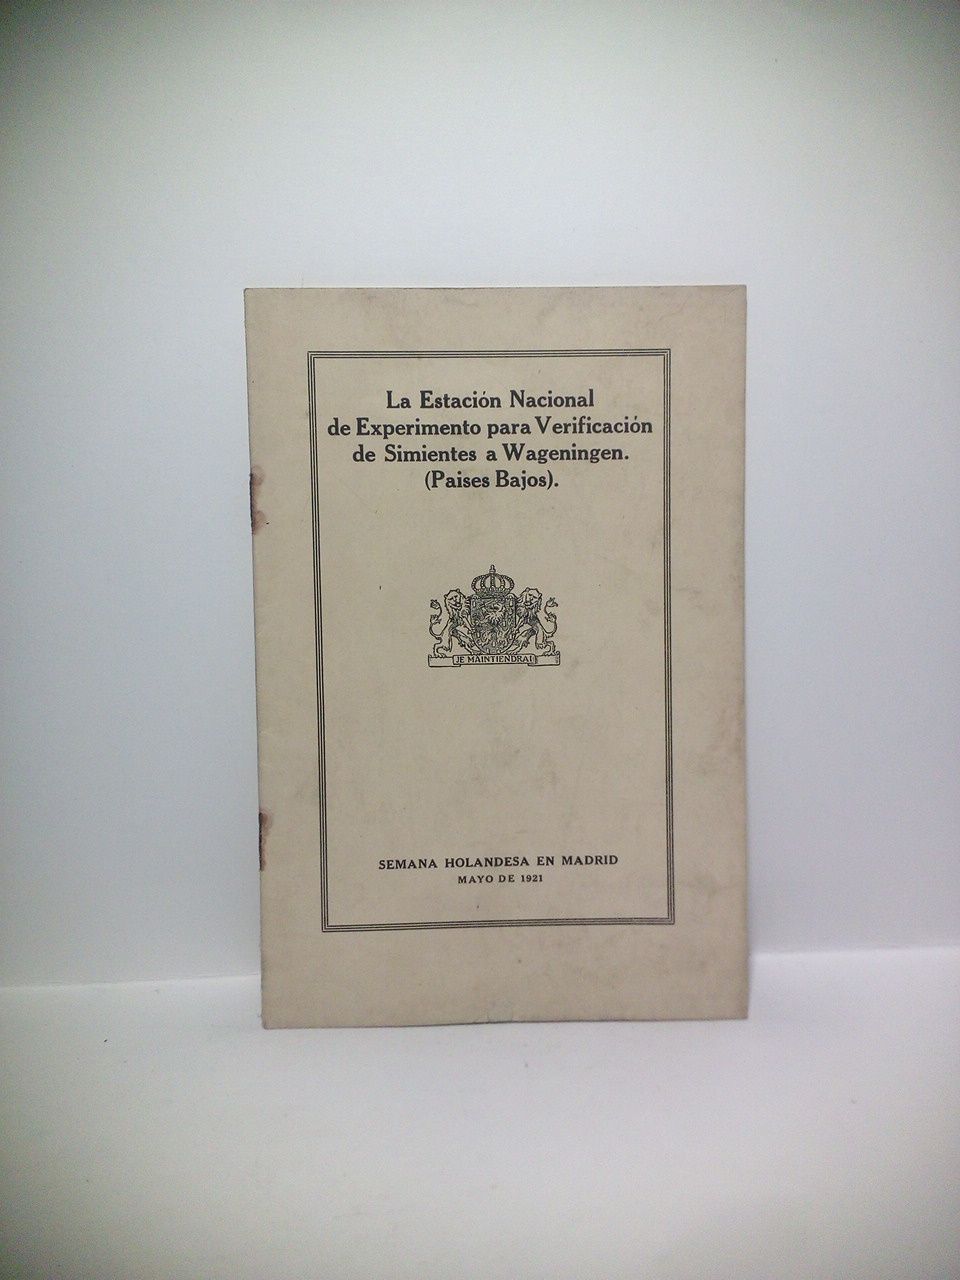 La Estación Nacional
de Experimento para Verificación
de Simientes a Wageningen.
(Paises Bajos).
JE MAINTIENDRAI
SEMANA HOLANDESA EN MADRID
MAYO DE 1921